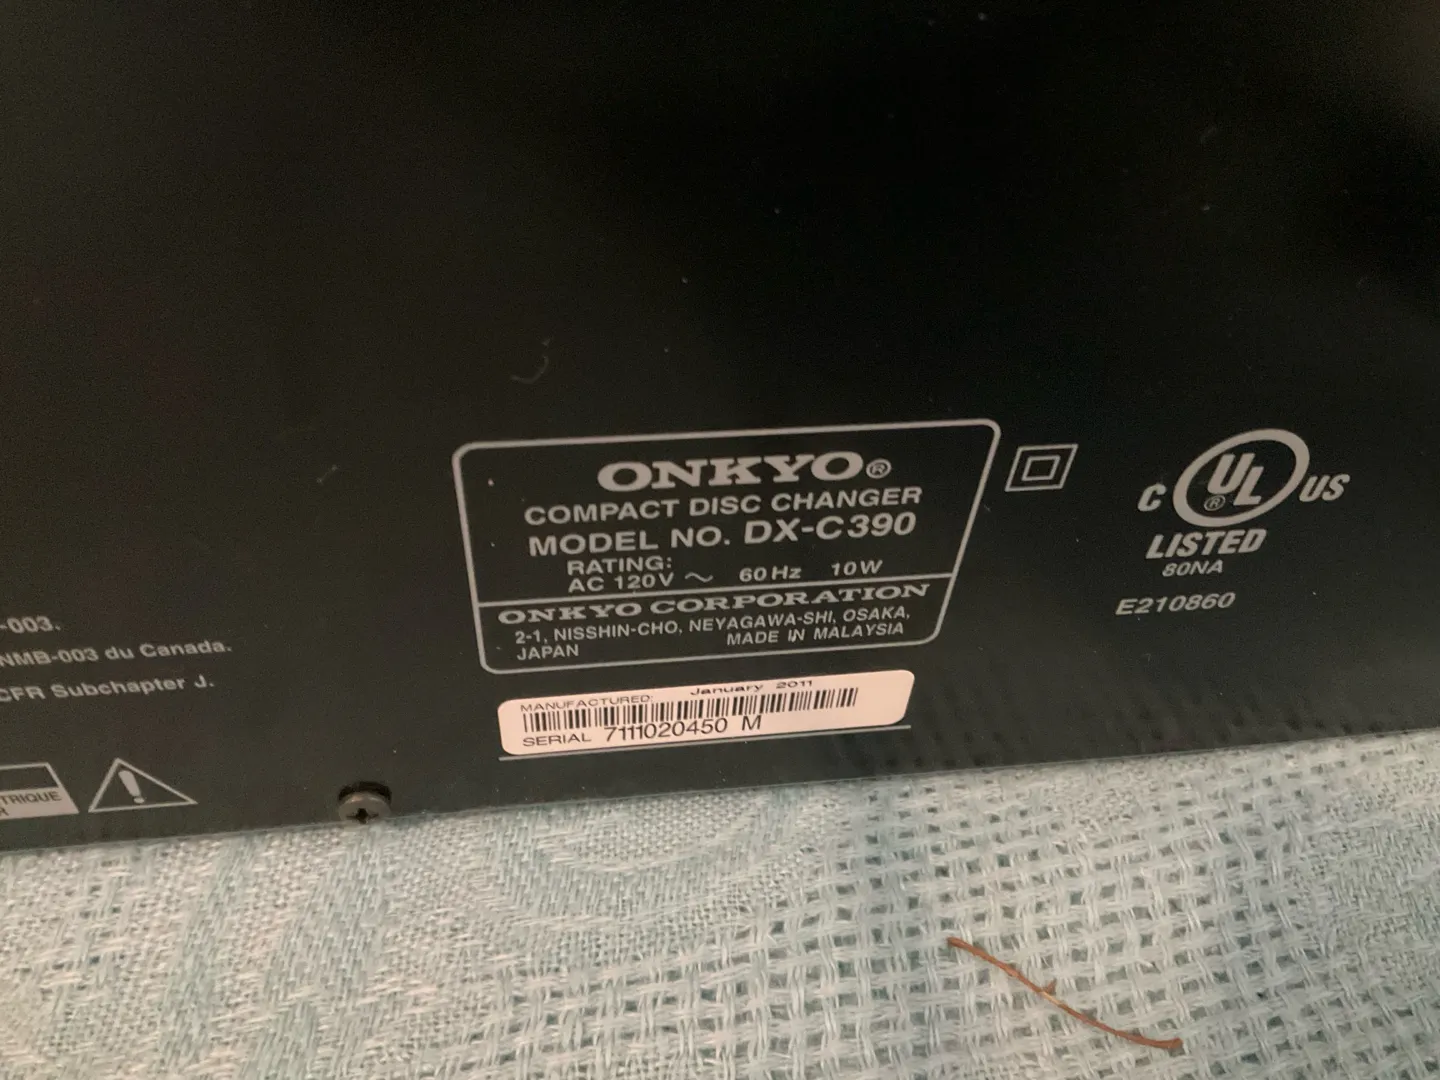 ONKYO®
COMPACT DISC CHANGER
MODEL NO. DX-C390
RATING:
AC 120V ~ 60Hz 10W
ONKYO CORPORATION
2-1, NISSHIN-CHO, NEYAGAWA-SHI, OSAKA,
JAPAN MADE IN MALAYSIA
MANUFACTURED: January 2011
SERIAL 7111020450 M
C UL® US
LISTED
80NA
E210860
-003.
NMB-003 du Canada.
CFR Subchapter J.
TRIQUE
R
!